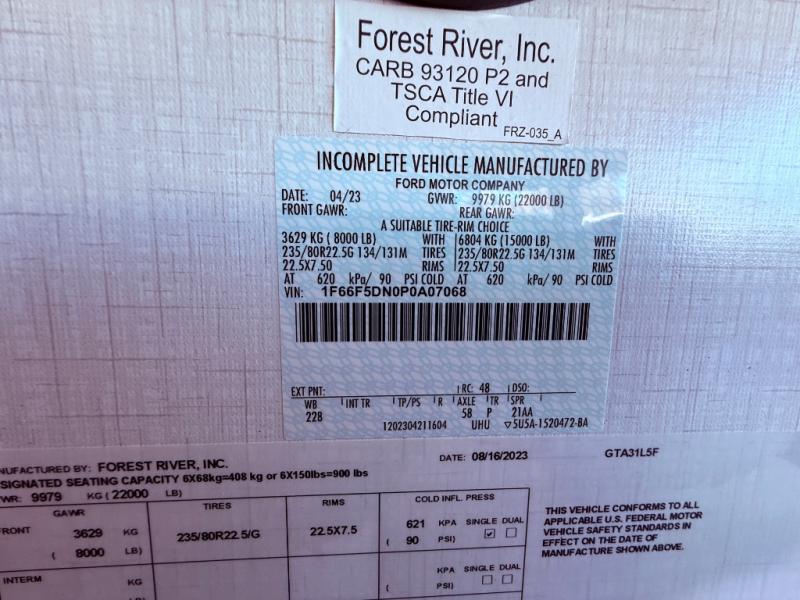 Forest River, Inc.
CARB 93120 P2 and
TSCA Title VI
Compliant
FRZ-035_A
INCOMPLETE VEHICLE MANUFACTURED BY
FORD MOTOR COMPANY
DATE: 04/23 GVWR: 9979 KG (22000 LB)
FRONT GAWR: REAR GAWR:
A SUITABLE TIRE-RIM CHOICE
3629 KG ( 8000 LB) WITH 6804 KG (15000 LB) WITH
235/80R22.5G 134/131M TIRES 235/80R22.5G 134/131M TIRES
22.5X7.50 RIMS 22.5X7.50 RIMS
AT 620 kPa/ 90 PSI COLD AT 620 kPa/ 90 PSI COLD
VIN: 1F66F5DN0P0A07068
EXT PNT: RC: 48 DSO:
WB INT TR TP/PS R AXLE TR SPR
228 58 P 21AA
1202304211604 UHU ▽5U5A-1520472-BA
NUFACTURED BY: FOREST RIVER, INC. DATE: 08/16/2023 GTA31L5F
SIGNATED SEATING CAPACITY 6X68kg=408 kg or 6X150lbs=900 lbs
WR: 9979 KG ( 22000 LB)
GAWR TIRES RIMS COLD INFL. PRESS
FRONT 3629 KG 235/80R22.5/G 22.5X7.5 621 KPA SINGLE DUAL
( 8000 LB) ( 90 PSI)
THIS VEHICLE CONFORMS TO ALL
APPLICABLE U.S. FEDERAL MOTOR
VEHICLE SAFETY STANDARDS IN
EFFECT ON THE DATE OF
MANUFACTURE SHOWN ABOVE.
INTERM KG KPA SINGLE DUAL
( LB) ( PSI)